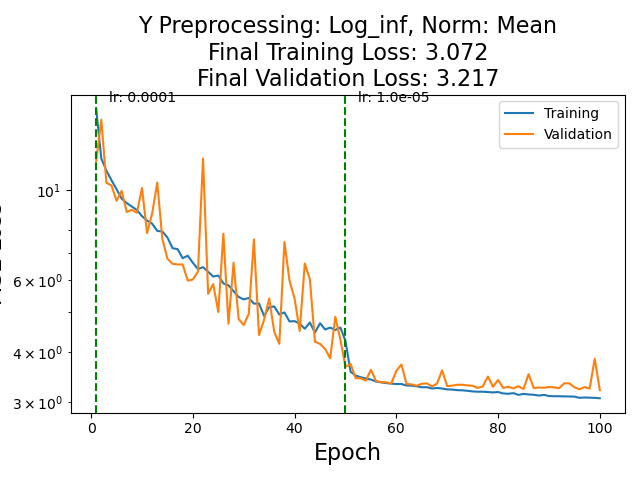 Y Preprocessing: Log_inf, Norm: Mean
Final Training Loss: 3.072
Final Validation Loss: 3.217
lr: 0.0001
lr: 1.0e-05
Training
Validation
10¹
6 × 10⁰
4 × 10⁰
3 × 10⁰
0 20 40 60 80 100
Epoch